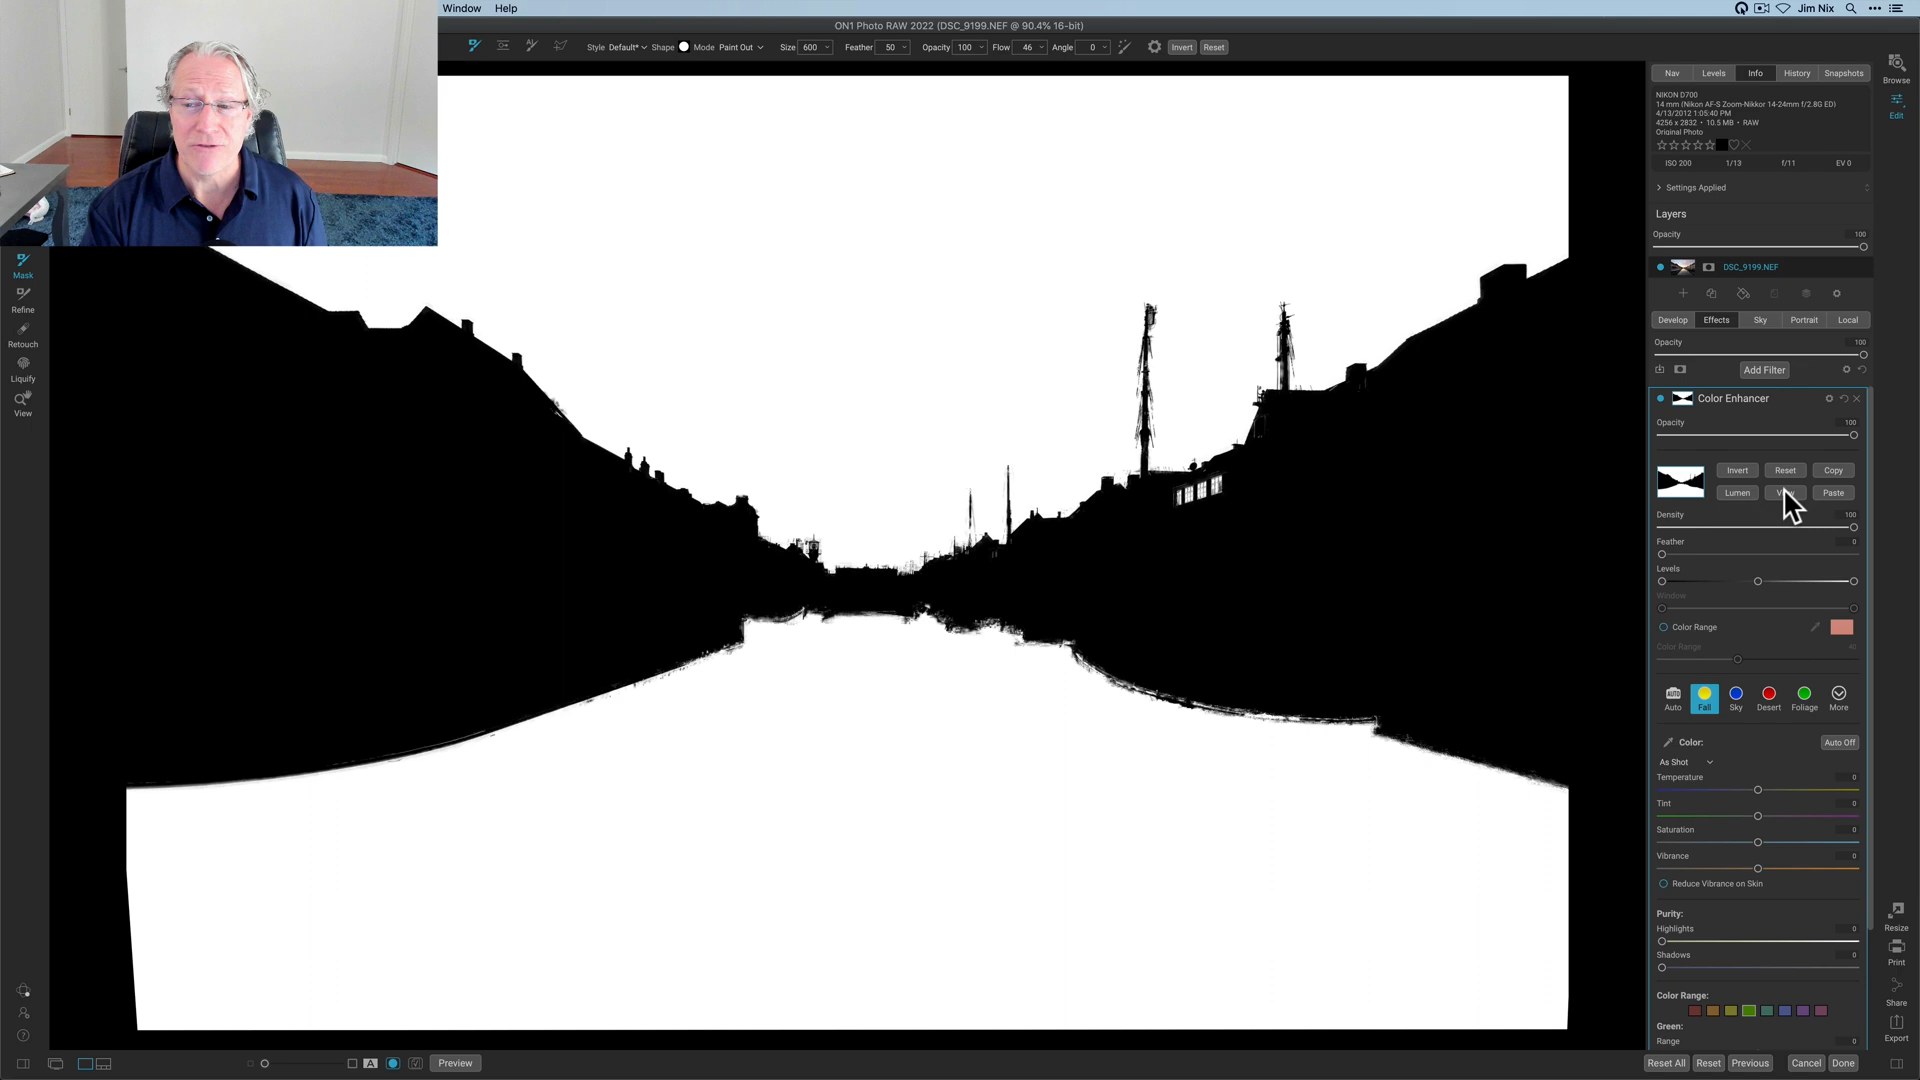 Window Help
Jim Nix
ON1 Photo RAW 2022 (DSC_9199.NEF @ 90.4% 16-bit)
Style Default* Shape Mode Paint Out Size 600 Feather 50 Opacity 100 Flow 46 Angle 0 Invert Reset
Nav Levels Info History Snapshots
NIKON D700
14 mm (Nikon AF-S Zoom-Nikkor 14-24mm f/2.8G ED)
4/13/2012 1:05:40 PM
4256 x 2832 • 10.5 MB • RAW
Original Photo
ISO 200 1/13 f/11 EV 0
Settings Applied
Layers
Opacity 100
DSC_9199.NEF
Develop Effects Sky Portrait Local
Opacity 100
Add Filter
Color Enhancer
Opacity 100
Invert Reset Copy
Lumen Paste
Density 100
Feather 0
Levels
Window
Color Range
Color Range 40
AUTO
Auto Fall Sky Desert Foliage More
Color: Auto Off
As Shot
Temperature 0
Tint 0
Saturation 0
Vibrance 0
Reduce Vibrance on Skin
Purity:
Highlights 0
Shadows 0
Color Range:
Green:
Range 0
Browse
Edit
Resize
Print
Share
Export
Mask
Refine
Retouch
Liquify
View
A
Preview
Reset All Reset Previous Cancel Done